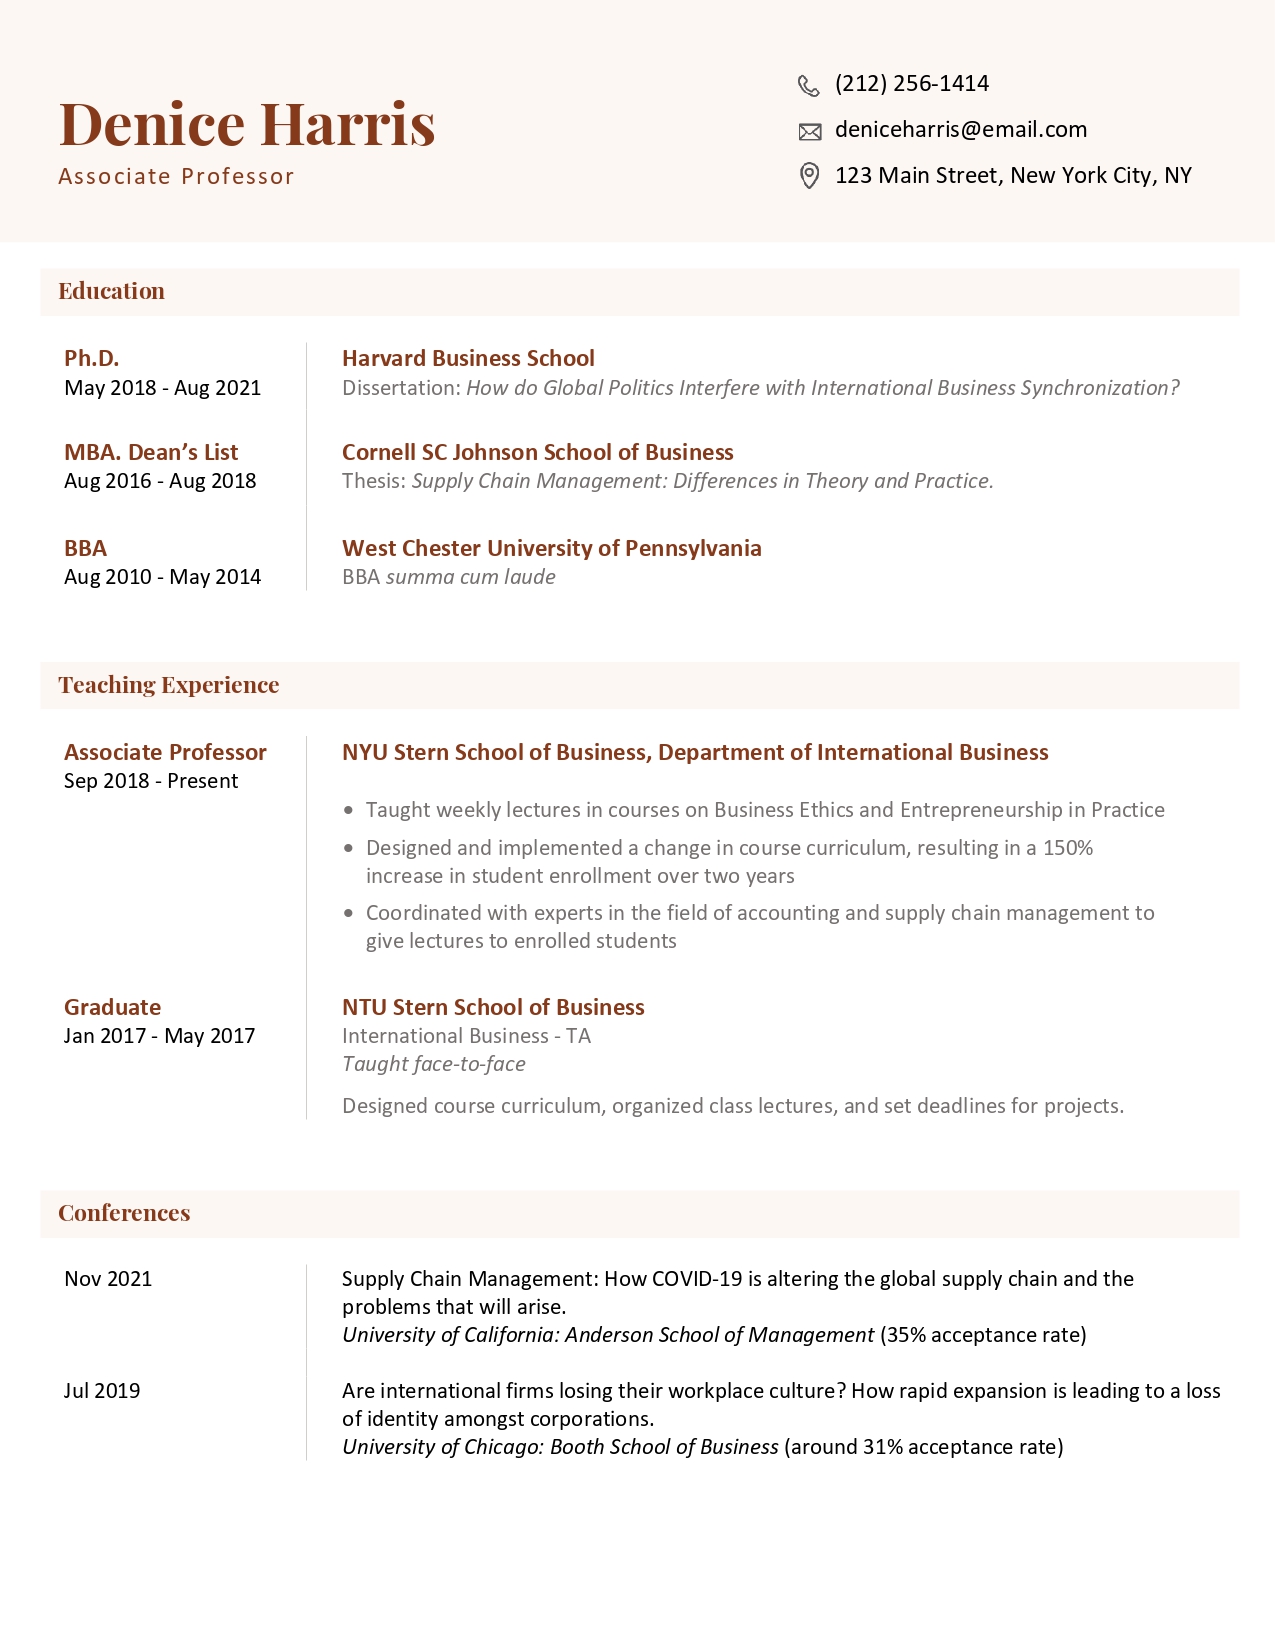 Denice Harris
Associate Professor
(212) 256-1414
deniceharris@email.com
123 Main Street, New York City, NY
Education
Ph.D.
May 2018 - Aug 2021
Harvard Business School
Dissertation: How do Global Politics Interfere with International Business Synchronization?
MBA. Dean’s List
Aug 2016 - Aug 2018
Cornell SC Johnson School of Business
Thesis: Supply Chain Management: Differences in Theory and Practice.
BBA
Aug 2010 - May 2014
West Chester University of Pennsylvania
BBA summa cum laude
Teaching Experience
Associate Professor
Sep 2018 - Present
NYU Stern School of Business, Department of International Business
• Taught weekly lectures in courses on Business Ethics and Entrepreneurship in Practice
• Designed and implemented a change in course curriculum, resulting in a 150%
increase in student enrollment over two years
• Coordinated with experts in the field of accounting and supply chain management to
give lectures to enrolled students
Graduate
Jan 2017 - May 2017
NTU Stern School of Business
International Business - TA
Taught face-to-face
Designed course curriculum, organized class lectures, and set deadlines for projects.
Conferences
Nov 2021
Supply Chain Management: How COVID-19 is altering the global supply chain and the
problems that will arise.
University of California: Anderson School of Management (35% acceptance rate)
Jul 2019
Are international firms losing their workplace culture? How rapid expansion is leading to a loss
of identity amongst corporations.
University of Chicago: Booth School of Business (around 31% acceptance rate)